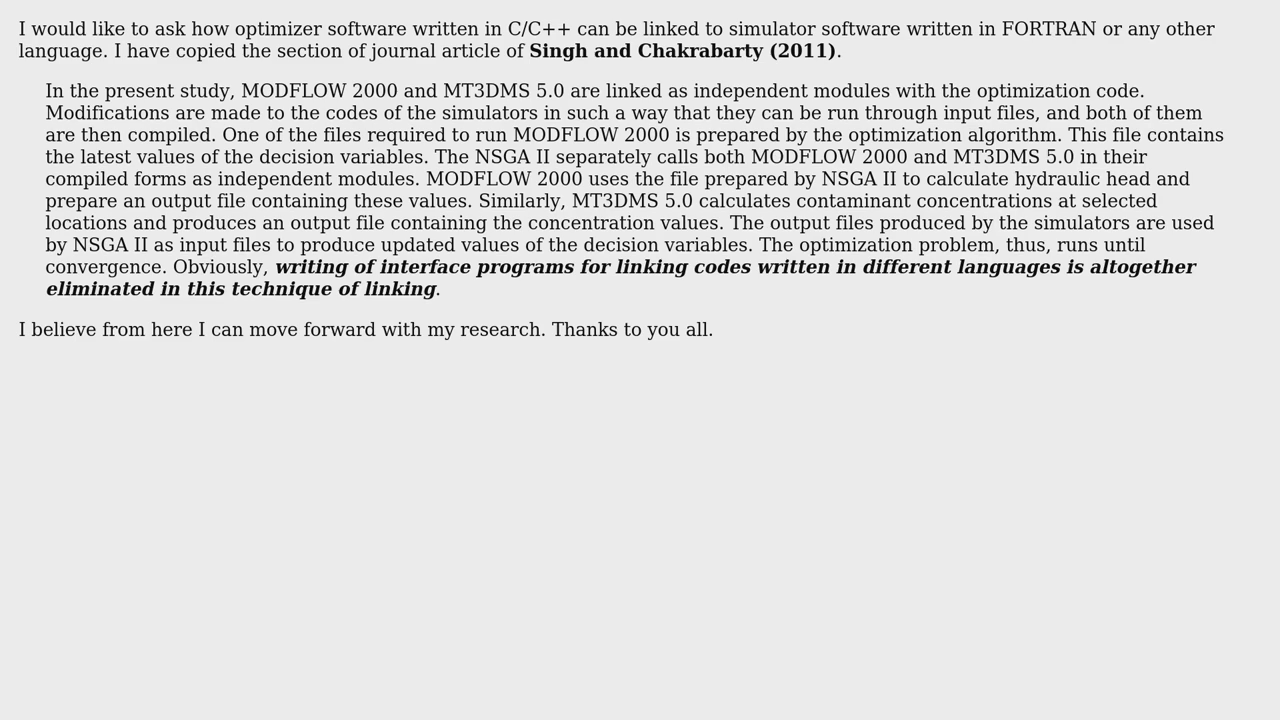 I would like to ask how optimizer software written in C/C++ can be linked to simulator software written in FORTRAN or any other
language. I have copied the section of journal article of Singh and Chakrabarty (2011).
In the present study, MODFLOW 2000 and MT3DMS 5.0 are linked as independent modules with the optimization code.
Modifications are made to the codes of the simulators in such a way that they can be run through input files, and both of them
are then compiled. One of the files required to run MODFLOW 2000 is prepared by the optimization algorithm. This file contains
the latest values of the decision variables. The NSGA II separately calls both MODFLOW 2000 and MT3DMS 5.0 in their
compiled forms as independent modules. MODFLOW 2000 uses the file prepared by NSGA II to calculate hydraulic head and
prepare an output file containing these values. Similarly, MT3DMS 5.0 calculates contaminant concentrations at selected
locations and produces an output file containing the concentration values. The output files produced by the simulators are used
by NSGA II as input files to produce updated values of the decision variables. The optimization problem, thus, runs until
convergence. Obviously, writing of interface programs for linking codes written in different languages is altogether
eliminated in this technique of linking.
I believe from here I can move forward with my research. Thanks to you all.